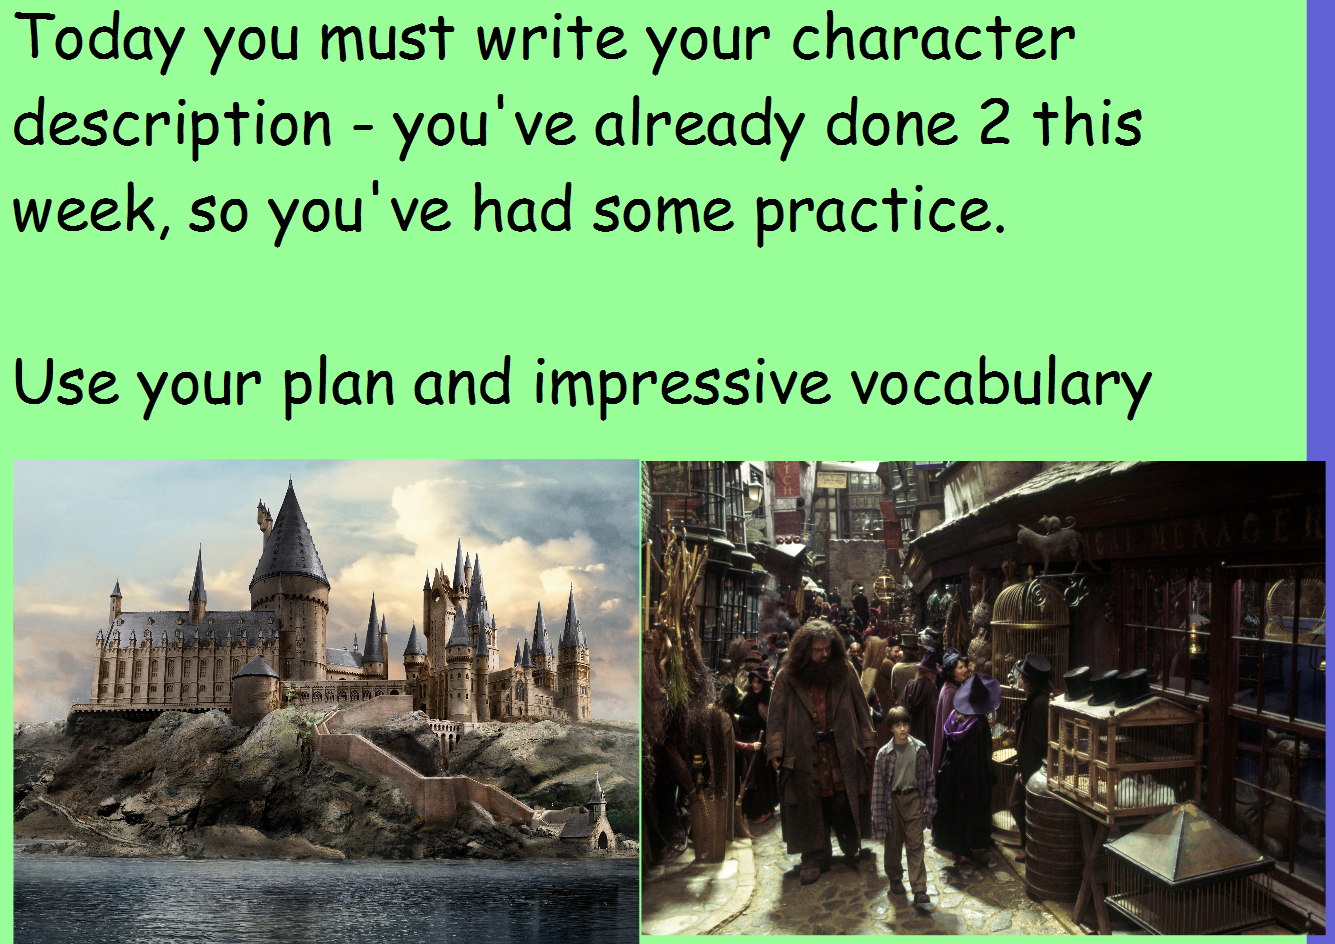 Today you must write your character
description - you've already done 2 this
week, so you've had some practice.
Use your plan and impressive vocabulary
MENAGER